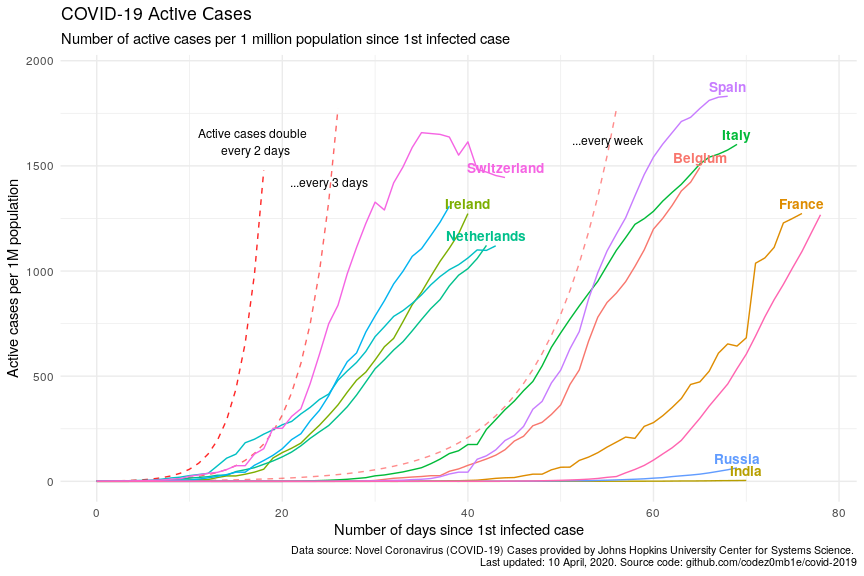 COVID-19 Active Cases
Number of active cases per 1 million population since 1st infected case
2000
1500
1000
500
0
Active cases per 1M population
Active cases double
every 2 days
...every 3 days
...every week
Spain
Italy
Belgium
Switzerland
Ireland
France
Netherlands
Russia
India
0
20
40
60
80
Number of days since 1st infected case
Data source: Novel Coronavirus (COVID-19) Cases provided by Johns Hopkins University Center for Systems Science.
Last updated: 10 April, 2020. Source code: github.com/codez0mb1e/covid-2019